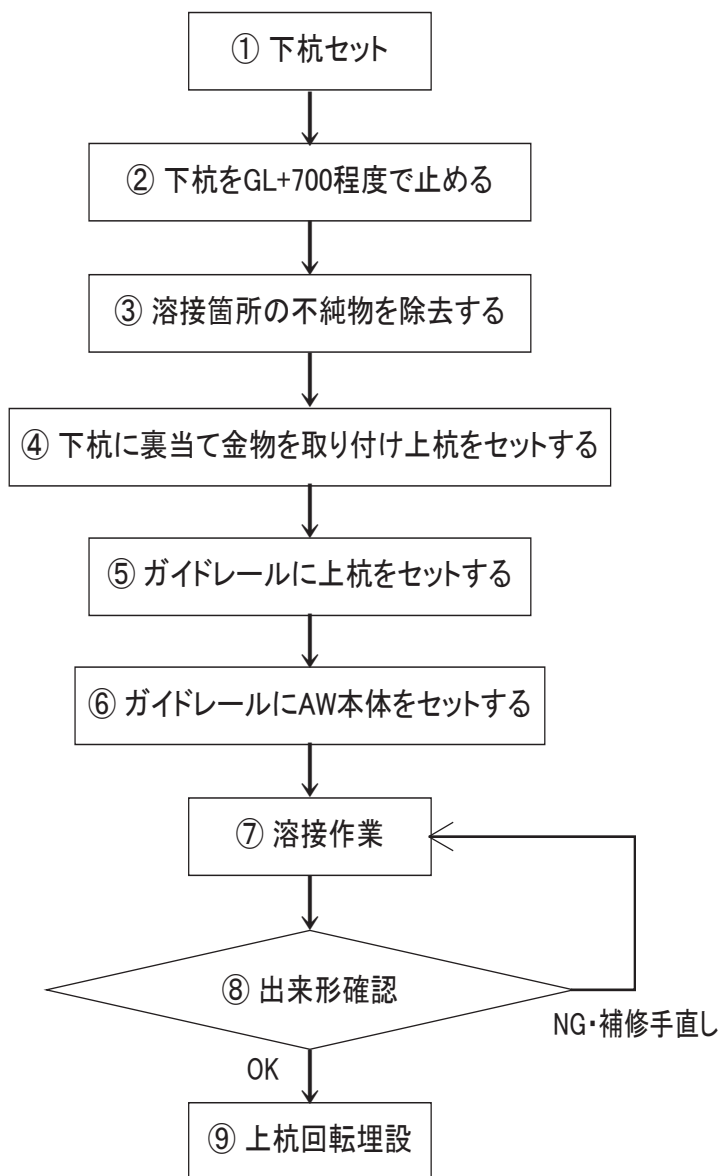 ① 下杭セット
② 下杭をGL+700程度で止める
③ 溶接箇所の不純物を除去する
④ 下杭に裏当て金物を取り付け上杭をセットする
⑤ ガイドレールに上杭をセットする
⑥ ガイドレールにAW本体をセットする
⑦ 溶接作業
⑧ 出来形確認
NG・補修手直し
OK
⑨ 上杭回転埋設